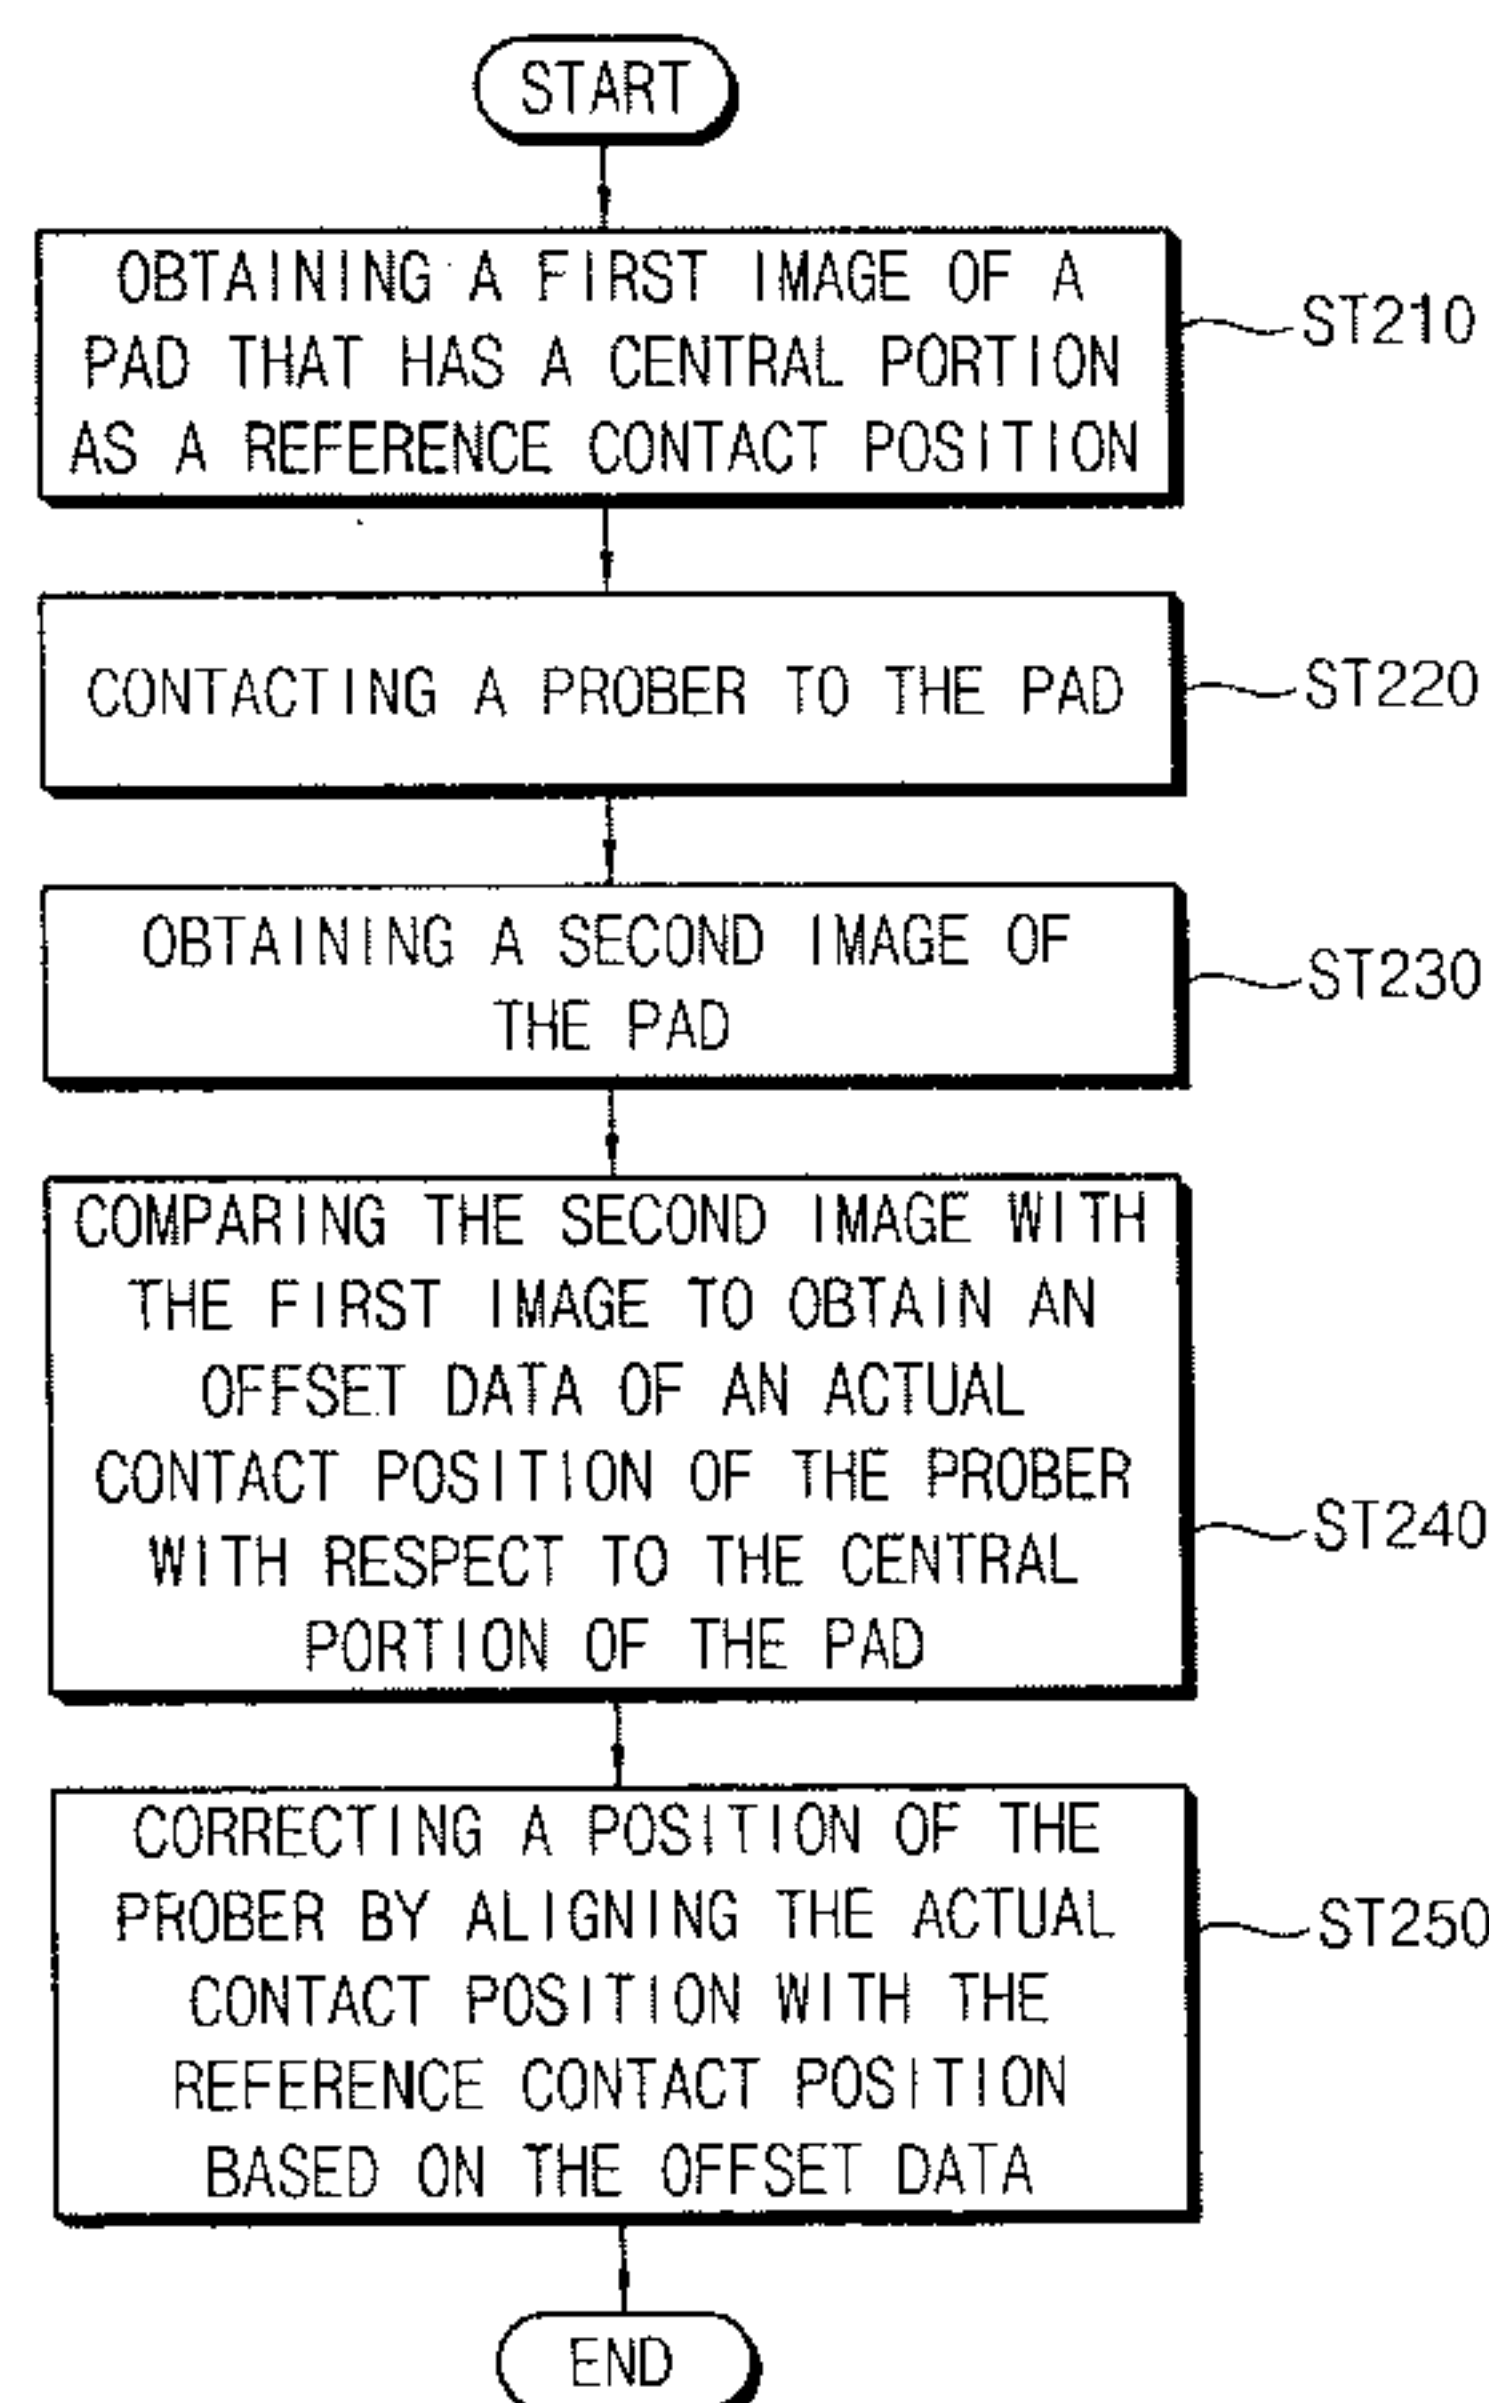 START
OBTAINING A FIRST IMAGE OF A
PAD THAT HAS A CENTRAL PORTION
AS A REFERENCE CONTACT POSITION
ST210
CONTACTING A PROBER TO THE PAD
ST220
OBTAINING A SECOND IMAGE OF
THE PAD
ST230
COMPARING THE SECOND IMAGE WITH
THE FIRST IMAGE TO OBTAIN AN
OFFSET DATA OF AN ACTUAL
CONTACT POSITION OF THE PROBER
WITH RESPECT TO THE CENTRAL
PORTION OF THE PAD
ST240
CORRECTING A POSITION OF THE
PROBER BY ALIGNING THE ACTUAL
CONTACT POSITION WITH THE
REFERENCE CONTACT POSITION
BASED ON THE OFFSET DATA
ST250
END